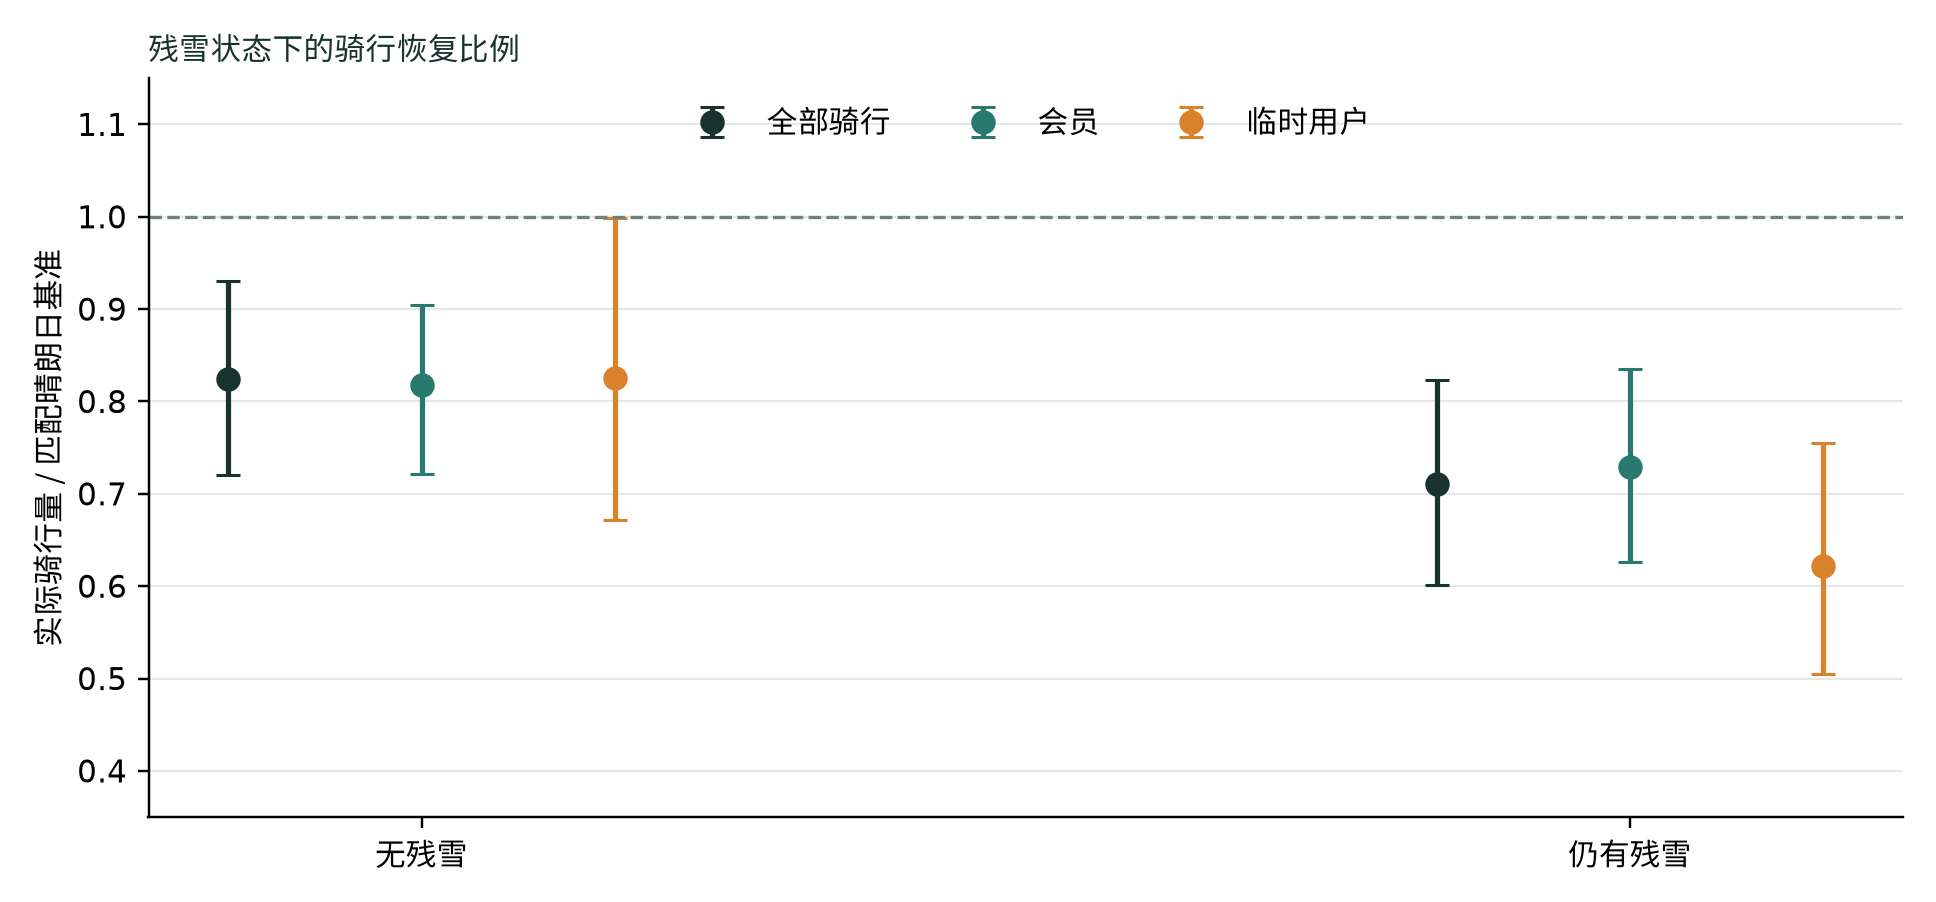 残雪状态下的骑行恢复比例
全部骑行
会员
临时用户
实际骑行量 / 匹配晴朗日基准
1.1
1.0
0.9
0.8
0.7
0.6
0.5
0.4
无残雪
仍有残雪